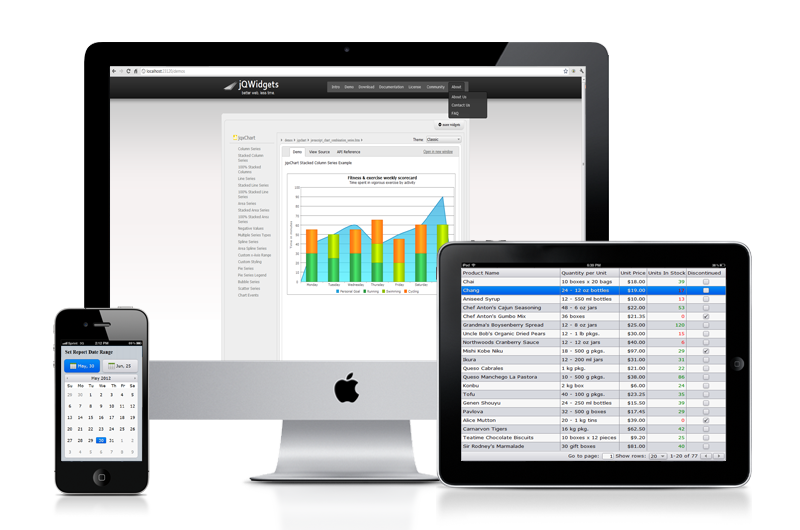 jQWidgets
better web, less time.
Intro Demos Download Documentation License Community About
About Us
Contact Us
FAQ
more widgets
jqxChart
Theme: Classic
Demo View Source API Reference
Open in new window
jqxChart Stacked Column Series Example
Column Series
Stacked Column
Series
100% Stacked
Columns
Line Series
Stacked Line Series
100% Stacked Line
Series
Area Series
Stacked Area Series
100% Stacked Area
Series
Negative Values
Multiple Series Types
Spline Series
Area Spline Series
Custom x-Axis Range
Custom Styling
Pie Series
Pie Series Legend
Bubble Series
Scatter Series
Chart Events
Fitness & exercise weekly scorecard
Time spent in vigorous exercise by activity
100
90
80
70
60
50
40
30
20
10
0
Monday Tuesday Wednesday Thursday Friday Saturday
Personal Goal Running Swimming Cycling
2:12 PM
Set Report Date Range
May, 30 Jun, 23
May 2012
Su Mo Tu We Th Fr Sa
29 30 1 2 3 4 5
6 7 8 9 10 11 12
13 14 15 16 17 18 19
20 21 22 23 24 25 26
27 28 29 30 31 1 2
3 4 5 6 7 8 9
iPad
Product Name Quantity per Unit Unit Price Units In Stock Discontinued
Chai 10 boxes x 20 bags $18.00 39
Chang 24 - 12 oz bottles $19.00
Aniseed Syrup 12 - 550 ml bottles $10.00 13
Chef Anton's Cajun Seasoning 48 - 6 oz jars $22.00 53
Chef Anton's Gumbo Mix 36 boxes $21.35 0
Grandma's Boysenberry Spread 12 - 8 oz jars $25.00 120
Uncle Bob's Organic Dried Pears 12 - 1 lb pkgs. $30.00 15
Northwoods Cranberry Sauce 12 - 12 oz jars $40.00 6
Mishi Kobe Niku 18 - 500 g pkgs. $97.00 29
Ikura 12 - 200 ml jars $31.00 31
Queso Cabrales 1 kg pkg. $21.00 22
Queso Manchego La Pastora 10 - 500 g pkgs. $38.00 86
Konbu 2 kg box $6.00 24
Tofu 40 - 100 g pkgs. $23.25 35
Genen Shouyu 24 - 250 ml bottles $15.50 39
Pavlova 32 - 500 g boxes $17.45 29
Alice Mutton 20 - 1 kg tins $39.00 0
Carnarvon Tigers 16 kg pkg. $62.50 42
Teatime Chocolate Biscuits 10 boxes x 12 pieces $9.20 25
Sir Rodney's Marmalade 30 gift boxes $81.00 40
Go to page: 1 Show rows: 20 1-20 of 77